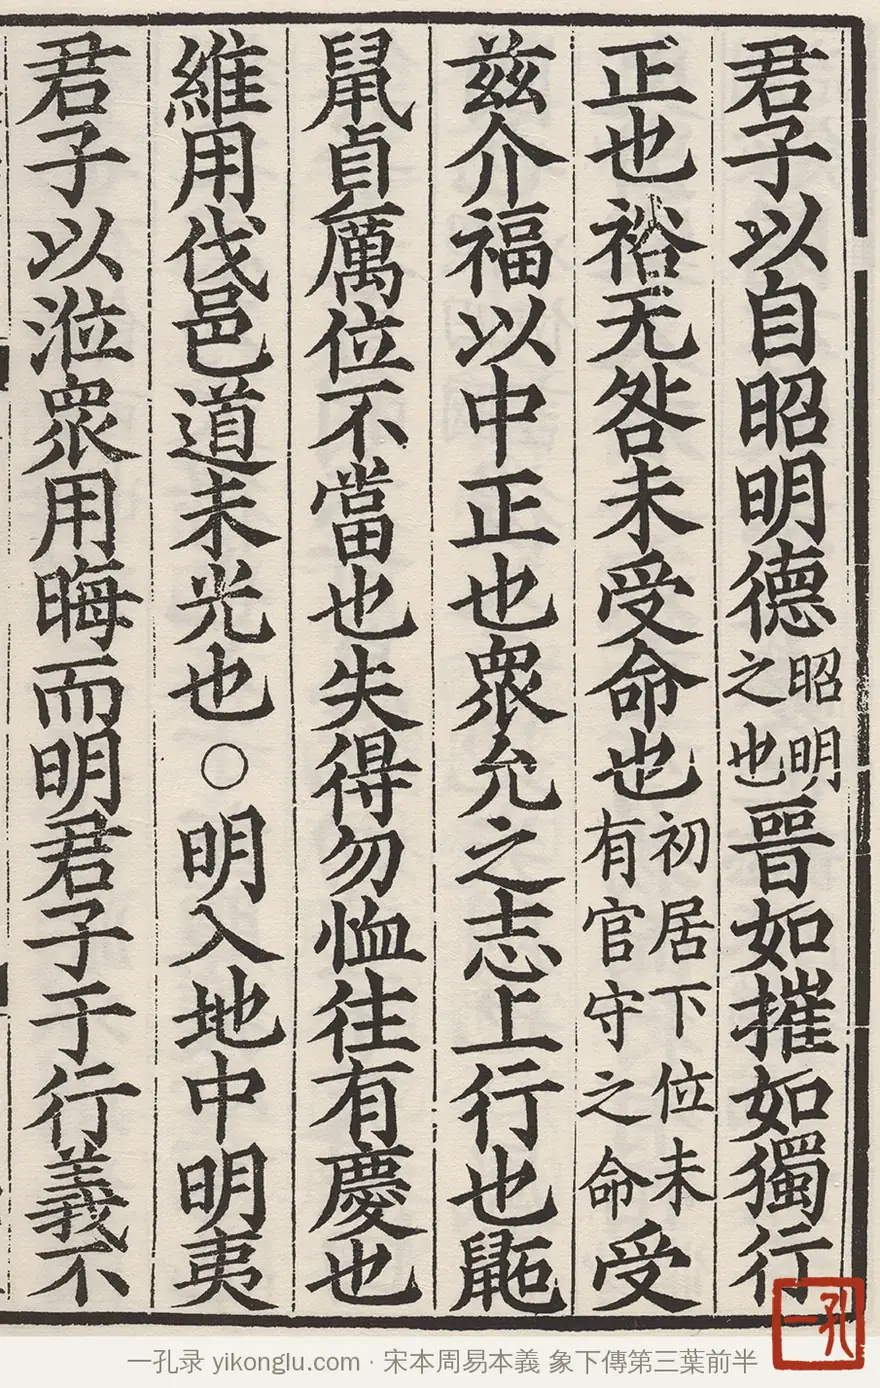 君子以自昭明德昭明之也晉如摧如獨行
正也裕无咎未受命也初居下位未有官守之命受
兹介福以中正也衆允之志上行也鼫
鼠貞厲位不當也失得勿恤往有慶也
維用伐邑道未光也○明入地中明夷
君子以涖衆用晦而明君子于行義不
一孔
一孔录 yikonglu.com · 宋本周易本義 象下傳第三葉前半